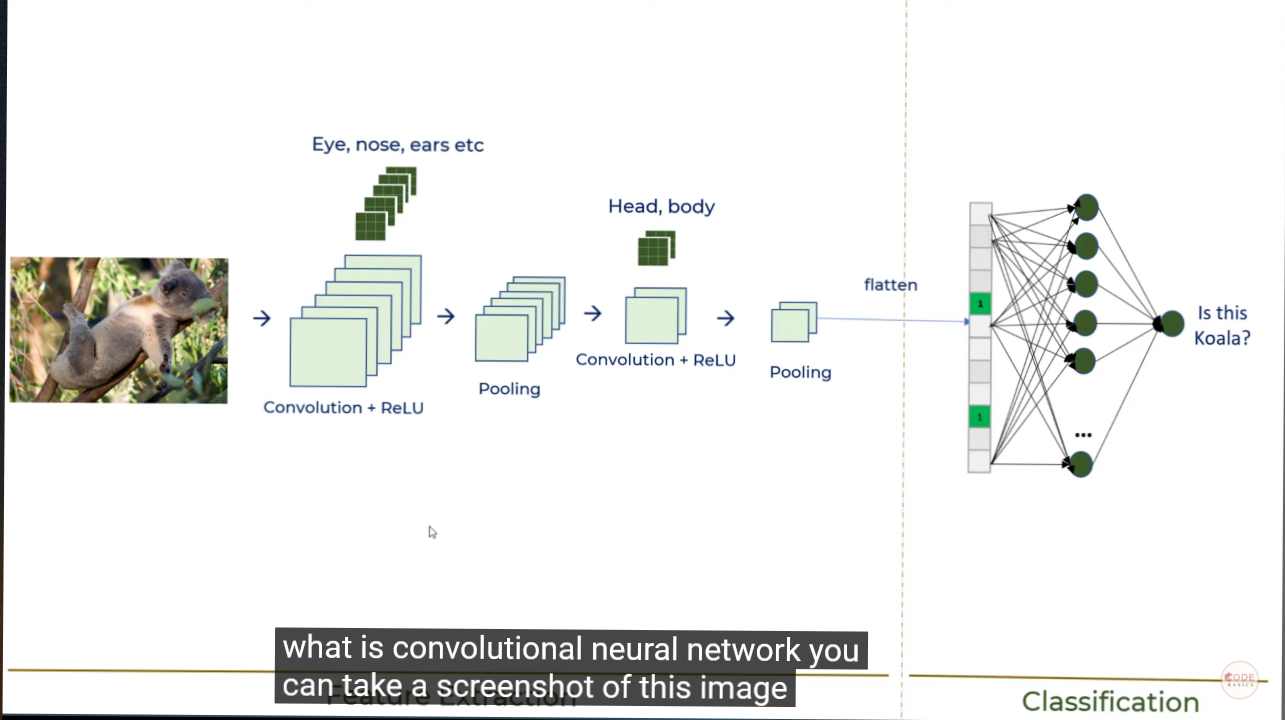 Eye, nose, ears etc
Head, body
flatten
1
Is this
Koala?
Convolution + ReLU
Pooling
Convolution + ReLU
Pooling
1
...
what is convolutional neural network you
can take a screenshot of this image
Feature Extraction
Classification
CODE
BASICS